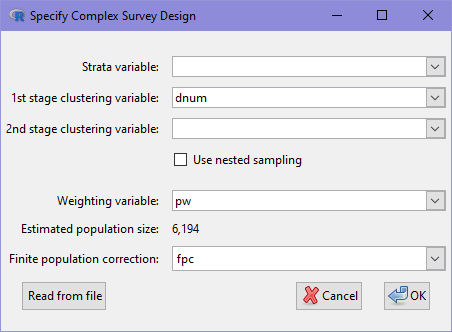 Specify Complex Survey Design
Strata variable:
1st stage clustering variable: dnum
2nd stage clustering variable:
Use nested sampling
Weighting variable: pw
Estimated population size: 6,194
Finite population correction: fpc
Read from file Cancel OK